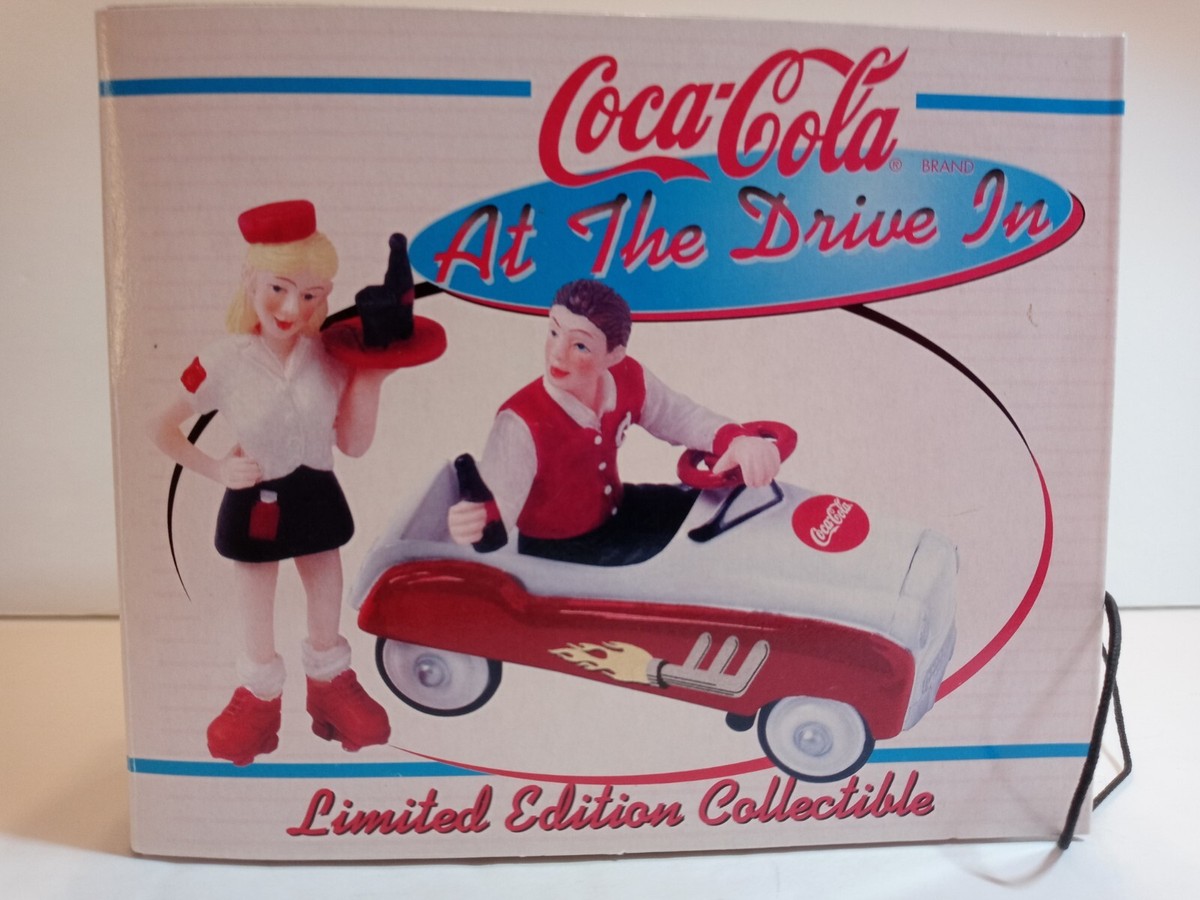 Coca-Cola ® BRAND
At The Drive In
Coca-Cola
Limited Edition Collectible